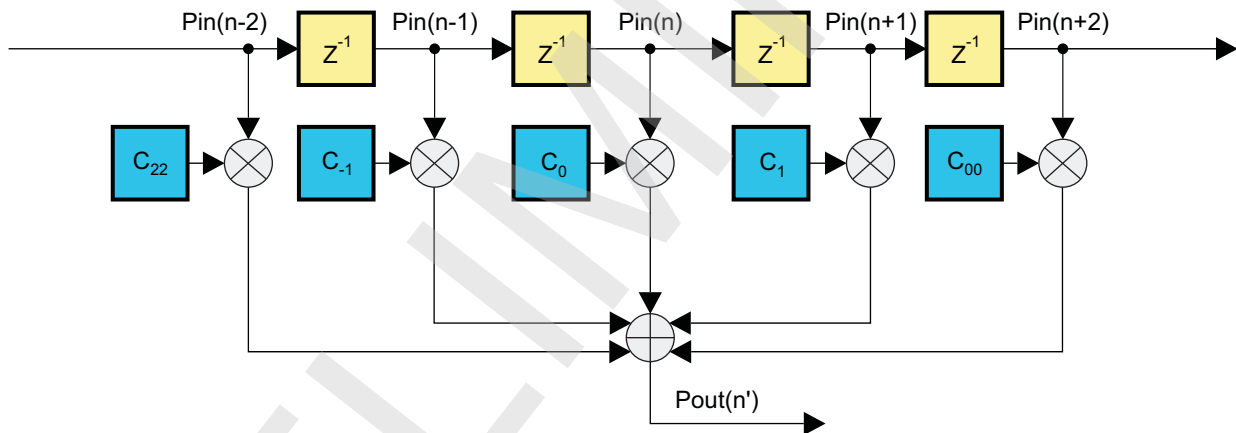 Pin(n-2) Pin(n-1) Pin(n) Pin(n+1) Pin(n+2)
Z⁻¹ Z⁻¹ Z⁻¹ Z⁻¹
C₂₂ C₋₁ C₀ C₁ C₀₀
Pout(n')